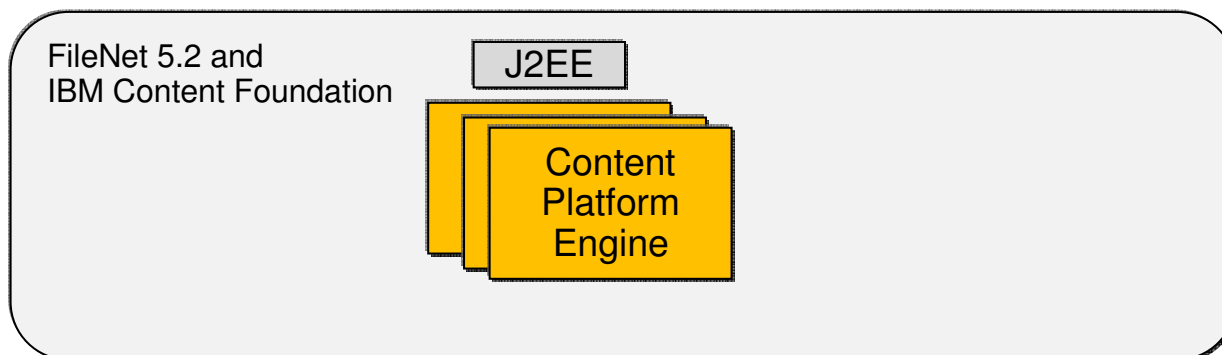 FileNet 5.2 and
IBM Content Foundation
J2EE
Content
Platform
Engine